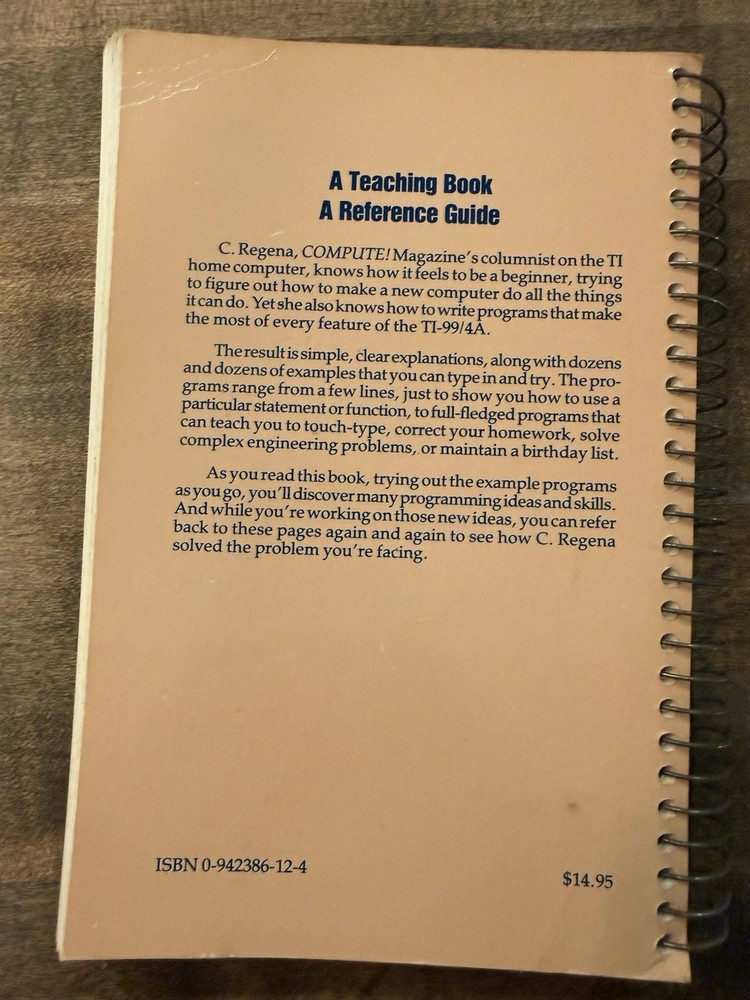 A Teaching Book
A Reference Guide
C. Regena, COMPUTE! Magazine's columnist on the TI
home computer, knows how it feels to be a beginner, trying
to figure out how to make a new computer do all the things
it can do. Yet she also knows how to write programs that make
the most of every feature of the TI-99/4A.
The result is simple, clear explanations, along with dozens
and dozens of examples that you can type in and try. The pro-
grams range from a few lines, just to show you how to use a
particular statement or function, to full-fledged programs that
can teach you to touch-type, correct your homework, solve
complex engineering problems, or maintain a birthday list.
As you read this book, trying out the example programs
as you go, you'll discover many programming ideas and skills.
And while you're working on those new ideas, you can refer
back to these pages again and again to see how C. Regena
solved the problem you're facing.
ISBN 0-942386-12-4
$14.95